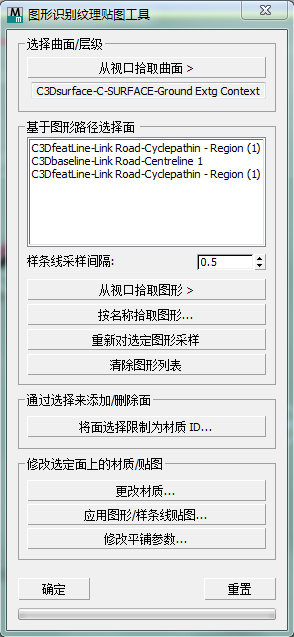 图形识别纹理贴图工具
选择曲面/层级
从视口拾取曲面 >
C3Dsurface-C-SURFACE-Ground Extg Context
基于图形路径选择面
C3DfeatLine-Link Road-Cyclepathin - Region (1)
C3Dbaseline-Link Road-Centreline 1
C3DfeatLine-Link Road-Cyclepathin - Region (1)
样条线采样间隔: 0.5
从视口拾取图形 >
按名称拾取图形...
重新对选定图形采样
清除图形列表
通过选择来添加/删除面
将面选择限制为材质 ID...
修改选定面上的材质/贴图
更改材质...
应用图形/样条线贴图...
修改平铺参数...
确定 重置